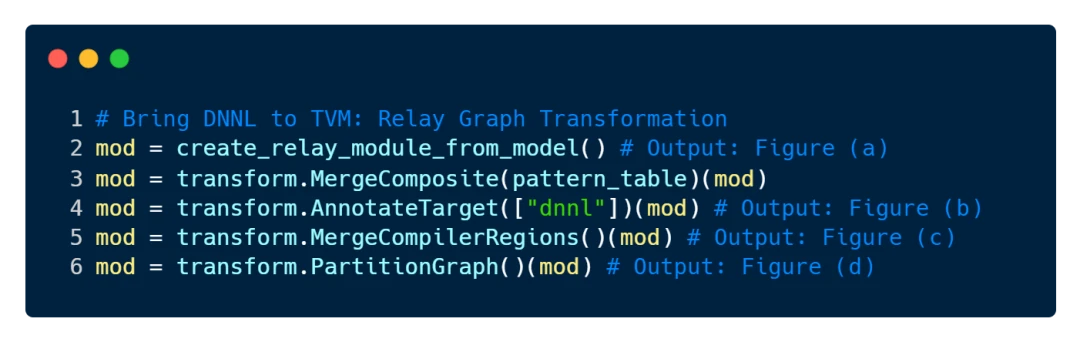 1 # Bring DNNL to TVM: Relay Graph Transformation
2 mod = create_relay_module_from_model() # Output: Figure (a)
3 mod = transform.MergeComposite(pattern_table)(mod)
4 mod = transform.AnnotateTarget(["dnnl"])(mod) # Output: Figure (b)
5 mod = transform.MergeCompilerRegions()(mod) # Output: Figure (c)
6 mod = transform.PartitionGraph()(mod) # Output: Figure (d)